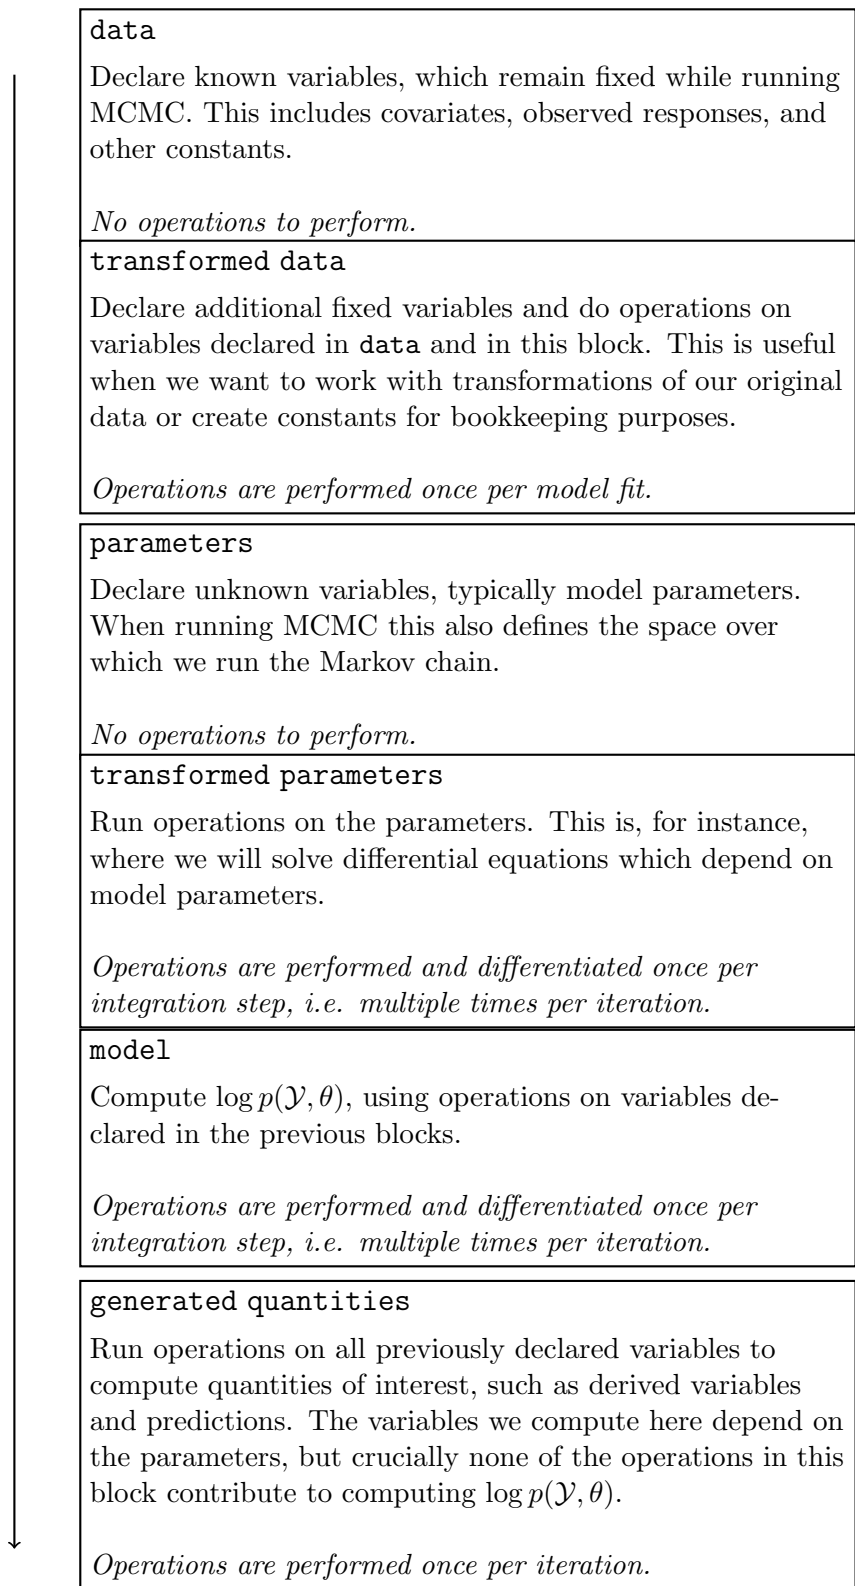 data
Declare known variables, which remain fixed while running
MCMC. This includes covariates, observed responses, and
other constants.
No operations to perform.
transformed data
Declare additional fixed variables and do operations on
variables declared in data and in this block. This is useful
when we want to work with transformations of our original
data or create constants for bookkeeping purposes.
Operations are performed once per model fit.
parameters
Declare unknown variables, typically model parameters.
When running MCMC this also defines the space over
which we run the Markov chain.
No operations to perform.
transformed parameters
Run operations on the parameters. This is, for instance,
where we will solve differential equations which depend on
model parameters.
Operations are performed and differentiated once per
integration step, i.e. multiple times per iteration.
model
Compute log p(𝒴, θ), using operations on variables de-
clared in the previous blocks.
Operations are performed and differentiated once per
integration step, i.e. multiple times per iteration.
generated quantities
Run operations on all previously declared variables to
compute quantities of interest, such as derived variables
and predictions. The variables we compute here depend on
the parameters, but crucially none of the operations in this
block contribute to computing log p(𝒴, θ).
Operations are performed once per iteration.